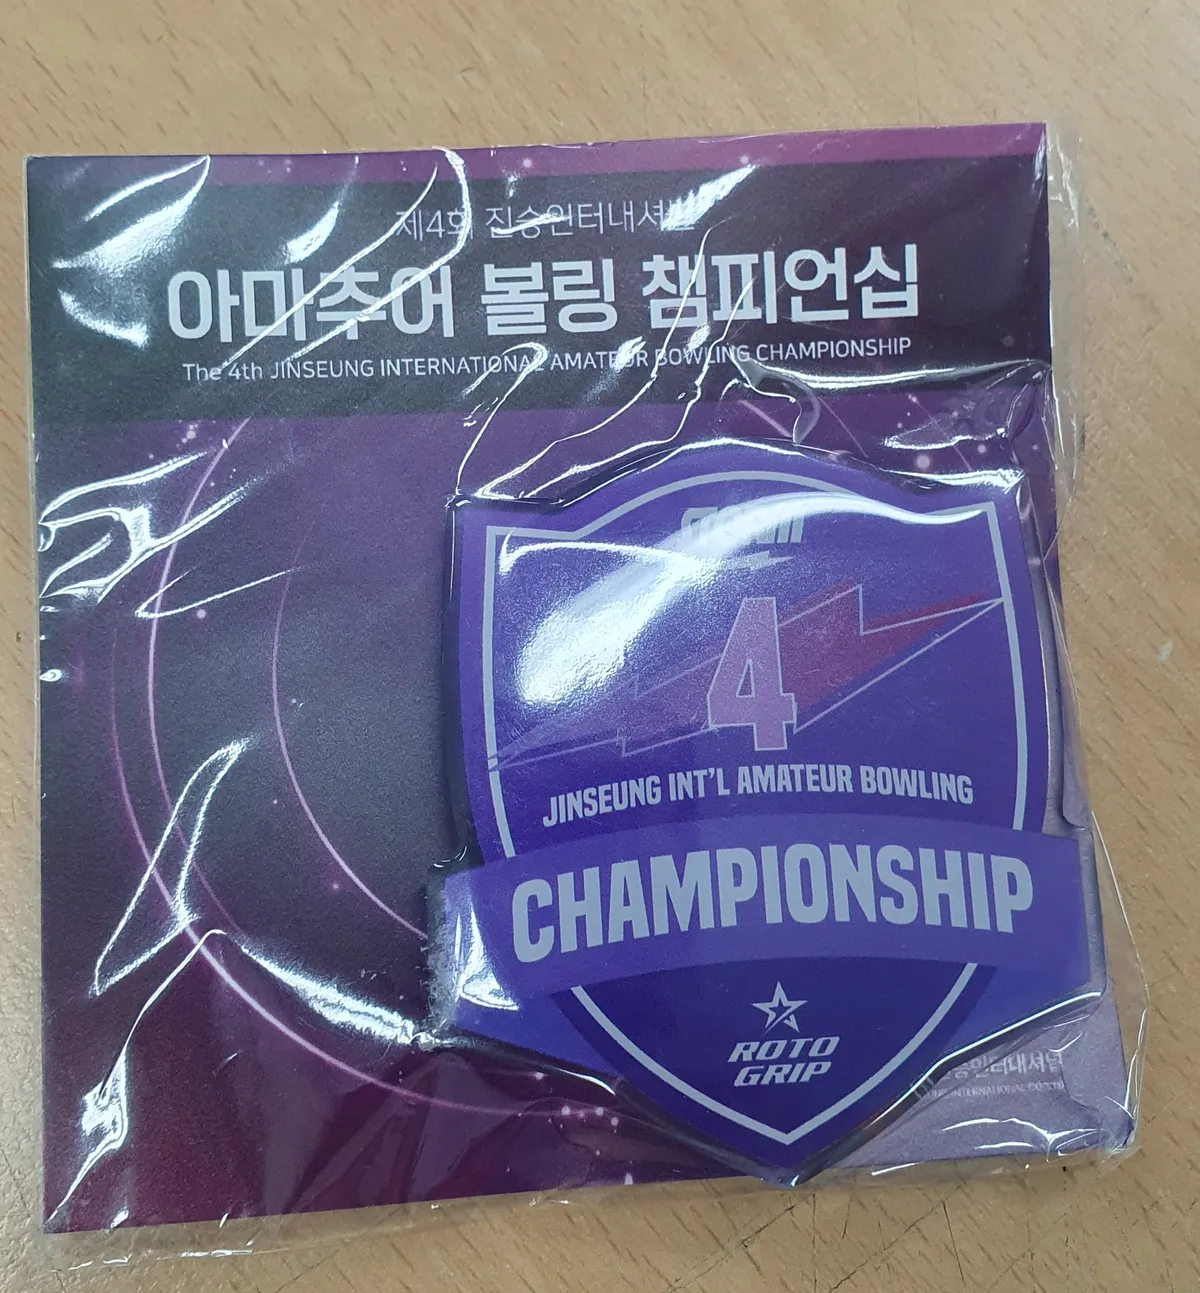 제4회 진승인터내셔널
아마추어 볼링 챔피언십
The 4th JINSEUNG INTERNATIONAL AMATEUR BOWLING CHAMPIONSHIP
4
JINSEUNG INT'L AMATEUR BOWLING
CHAMPIONSHIP
ROTO
GRIP